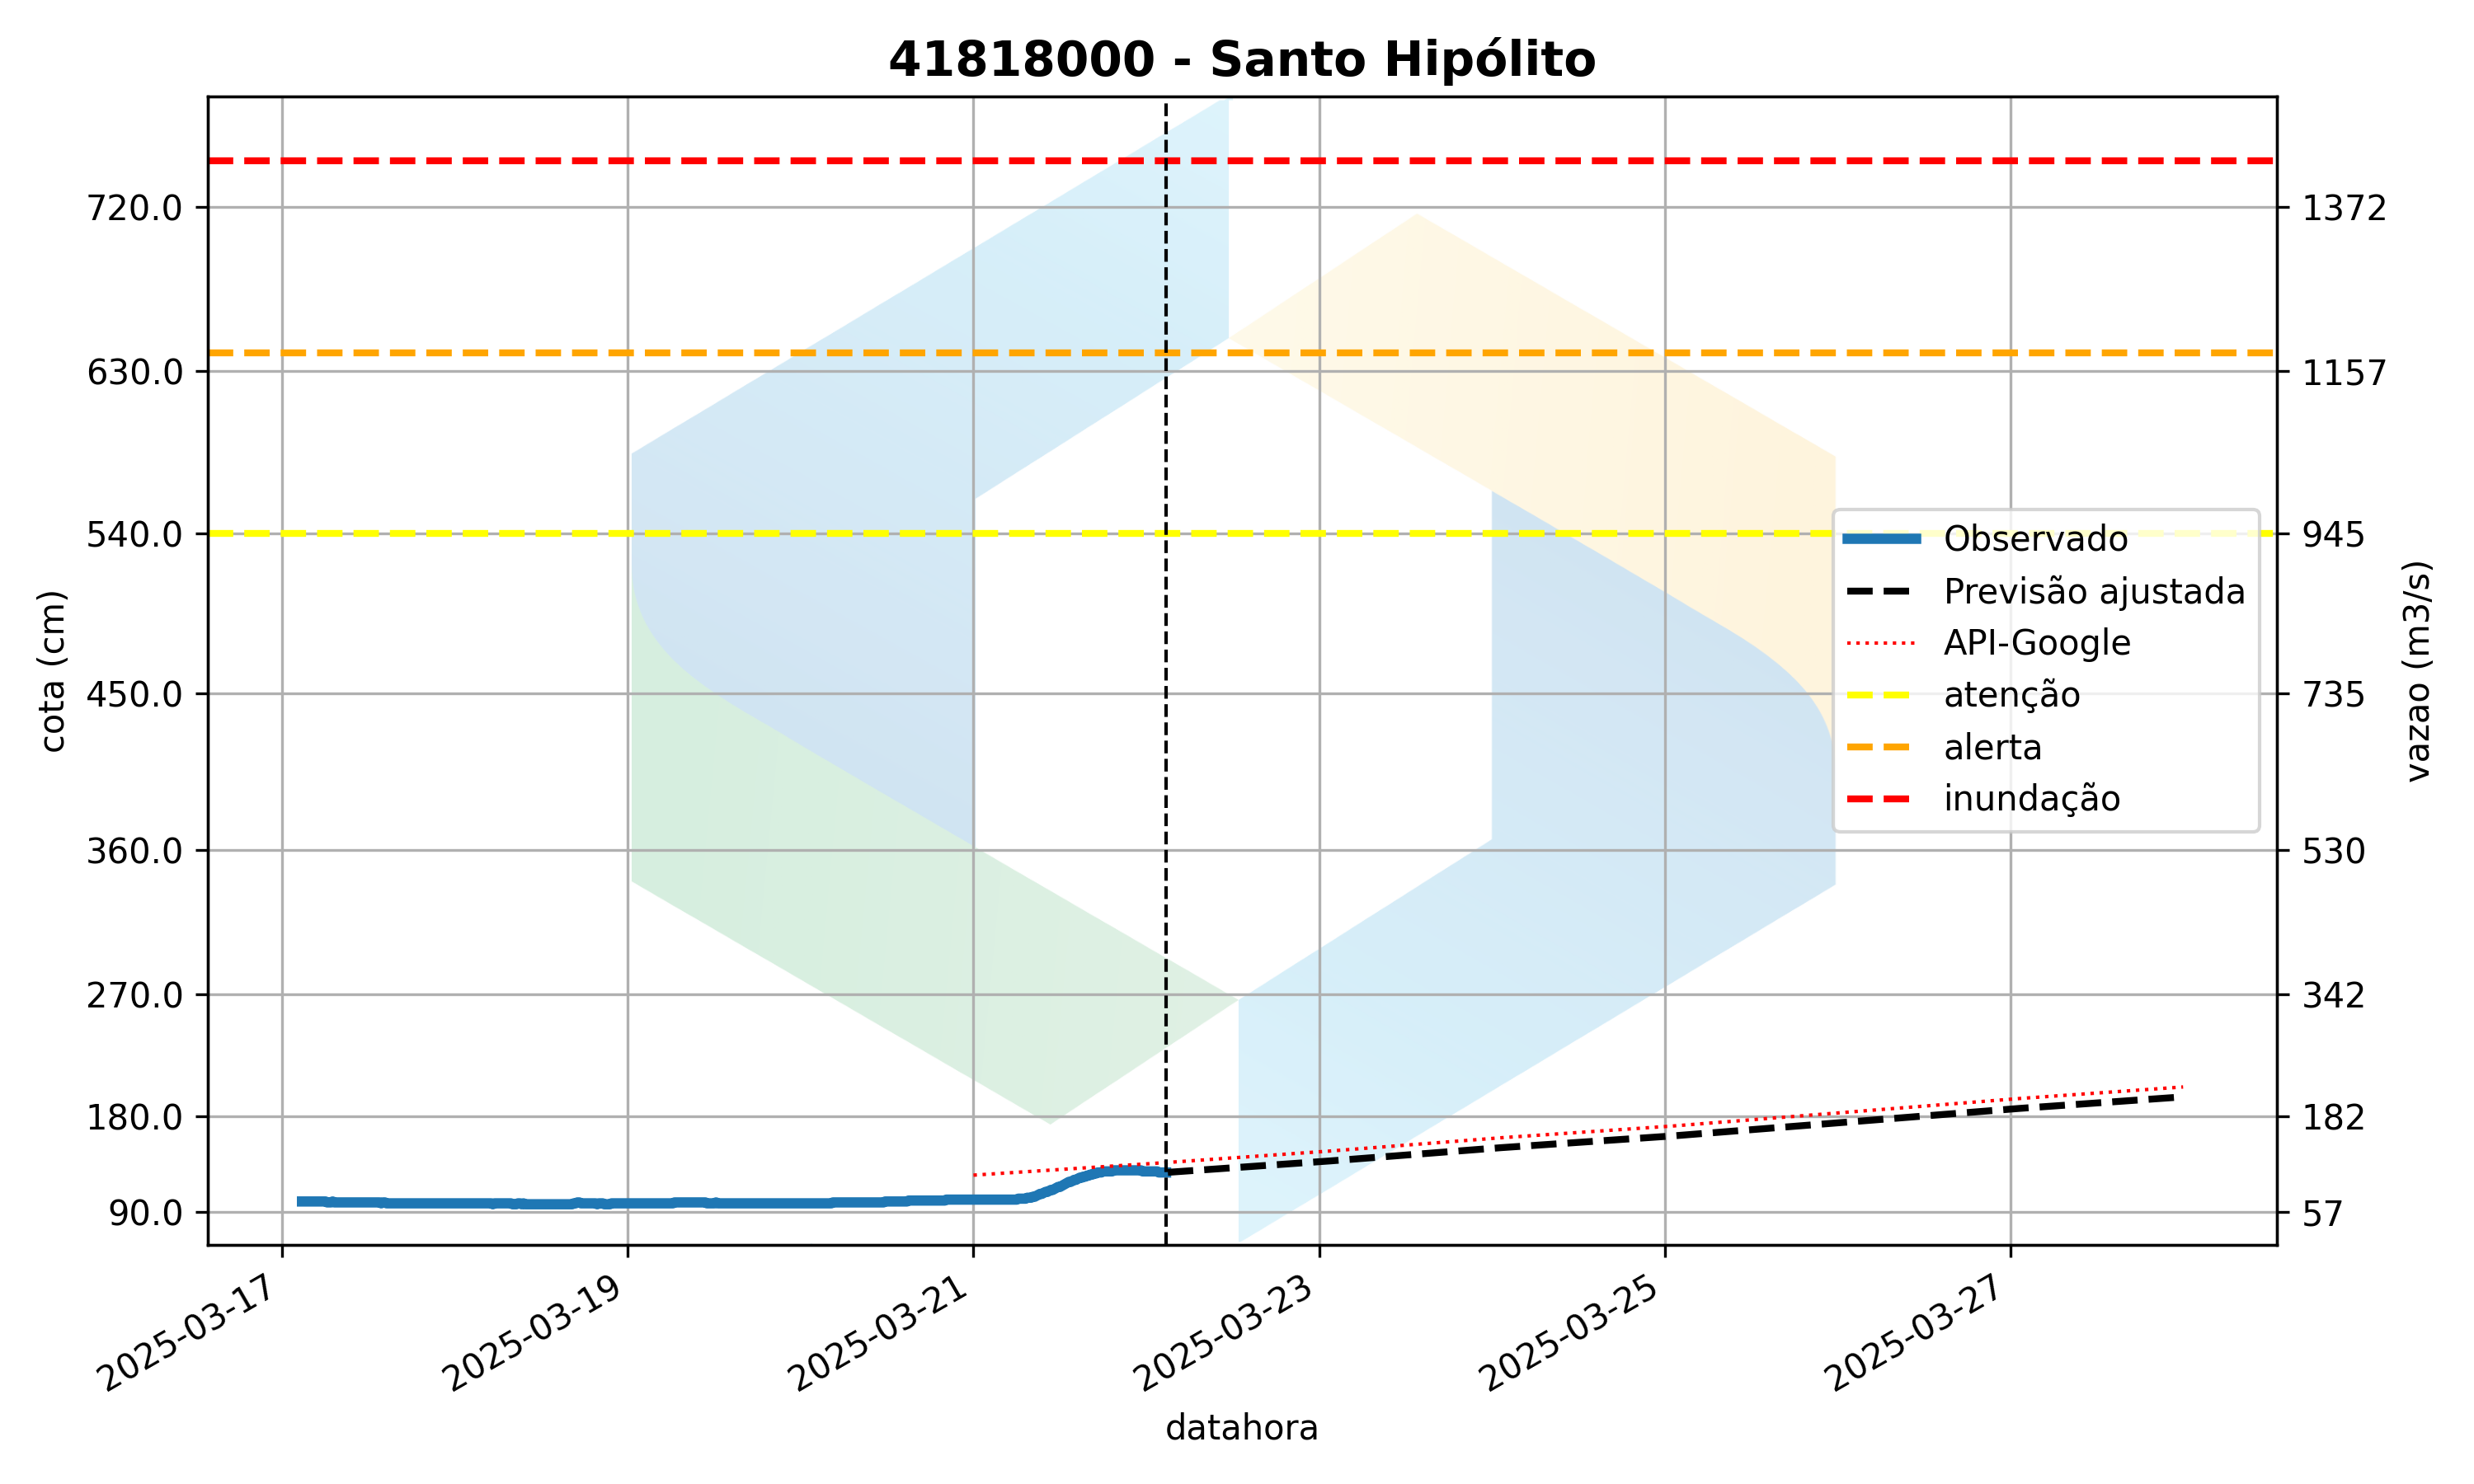 41818000 - Santo Hipólito
720.0
630.0
540.0
450.0
360.0
270.0
180.0
90.0
cota (cm)
1372
1157
945
735
530
342
182
57
vazao (m3/s)
Observado
Previsão ajustada
API-Google
atenção
alerta
inundação
2025-03-17
2025-03-19
2025-03-21
2025-03-23
2025-03-25
2025-03-27
datahora